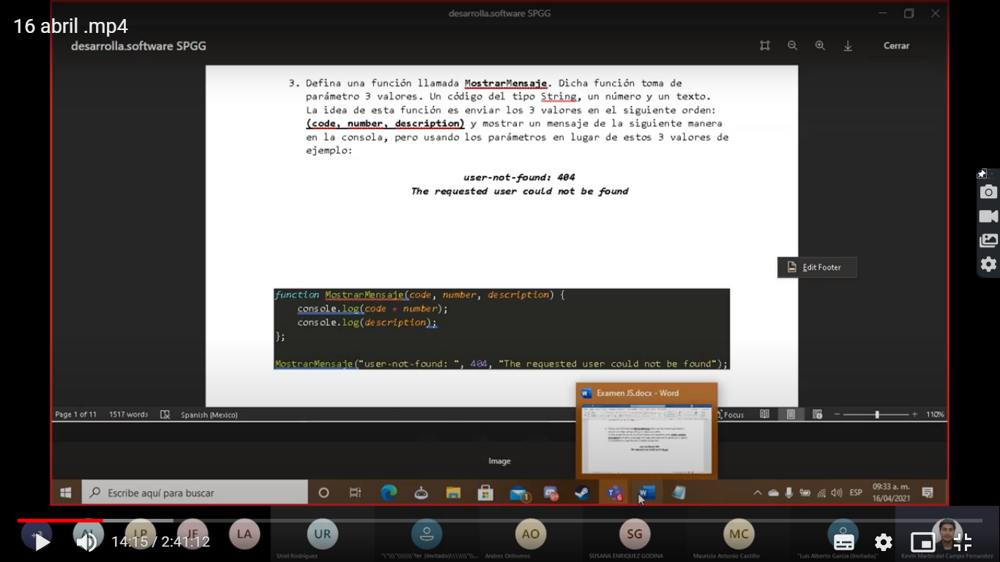 desarrolla.software SPGG
16 abril .mp4
desarrolla.software SPGG
Cerrar
3. Defina una función llamada MostrarMensaje. Dicha función toma de
parámetro 3 valores. Un código del tipo String, un número y un texto.
La idea de esta función es enviar los 3 valores en el siguiente orden:
(code, number, description) y mostrar un mensaje de la siguiente manera
en la consola, pero usando los parámetros en lugar de estos 3 valores de
ejemplo:
user-not-found: 404
The requested user could not be found
Edit Footer
function MostrarMensaje(code, number, description) {
console.log(code + number);
console.log(description);
};
MostrarMensaje("user-not-found: ", 404, "The requested user could not be found");
Examen JS.docx - Word
Page 1 of 11 1517 words Spanish (Mexico) Focus 110%
Image
Escribe aquí para buscar
ESP
09:33 a. m.
16/04/2021
LA UR AO SG MC
14:15 / 2:41:12
Uriel Rodríguez
Andres Ontiveros
SUSANA ENRIQUEZ GODINA
Mauricio Antonio Castillo
"Luis Alberto Garcia (Invitado)"
Kevin Martin del Campo Fernandez